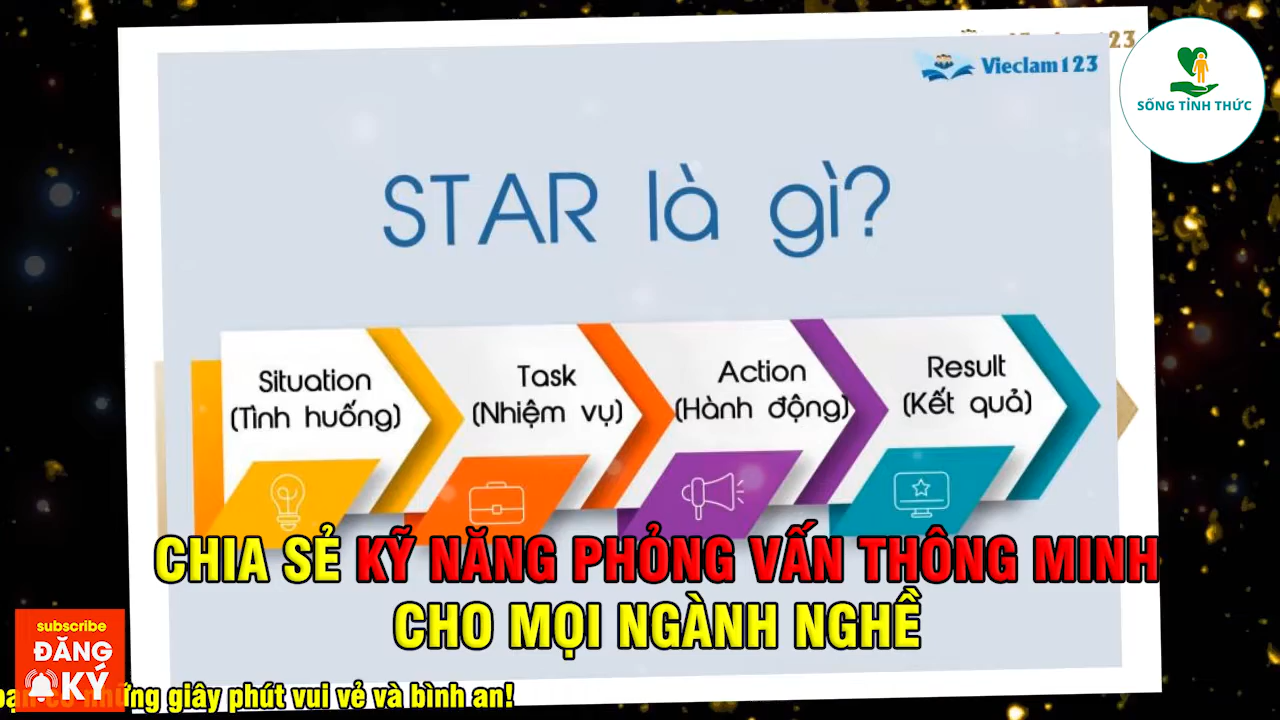 Vieclam123
SỐNG TỈNH THỨC
STAR là gì?
Situation
(Tình huống)
Task
(Nhiệm vụ)
Action
(Hành động)
Result
(Kết quả)
CHIA SẺ KỸ NĂNG PHỎNG VẤN THÔNG MINH
CHO MỌI NGÀNH NGHỀ
subscribe
ĐĂNG
KÝ
những giây phút vui vẻ và bình an!